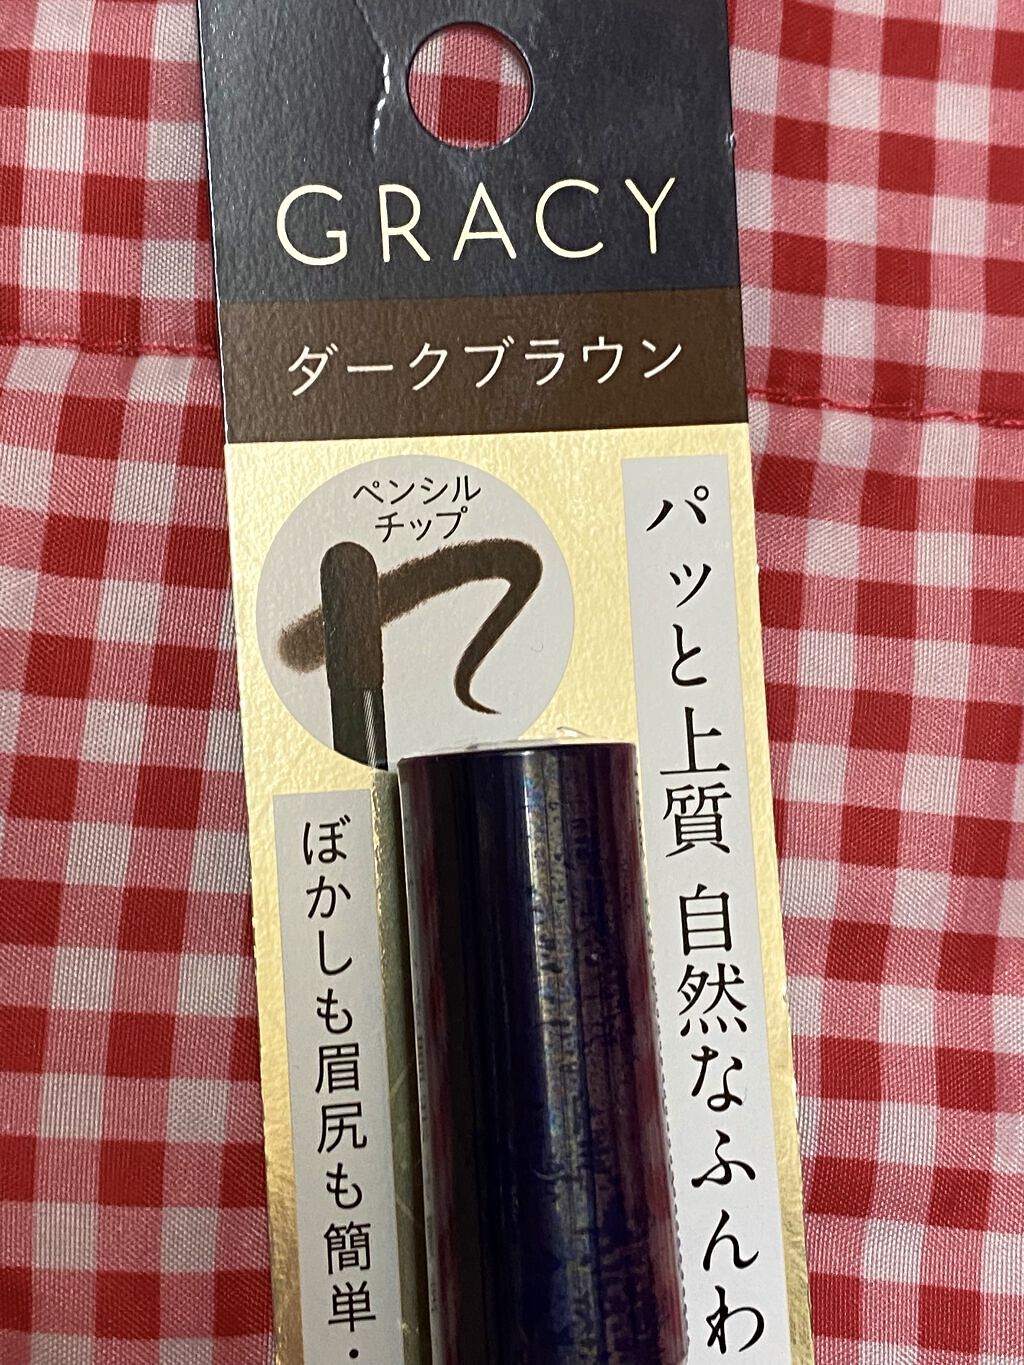 GRACY
ダークブラウン
ペンシル
チップ
パッと上質 自然なふんわ
ぼかしも眉尻も簡単・